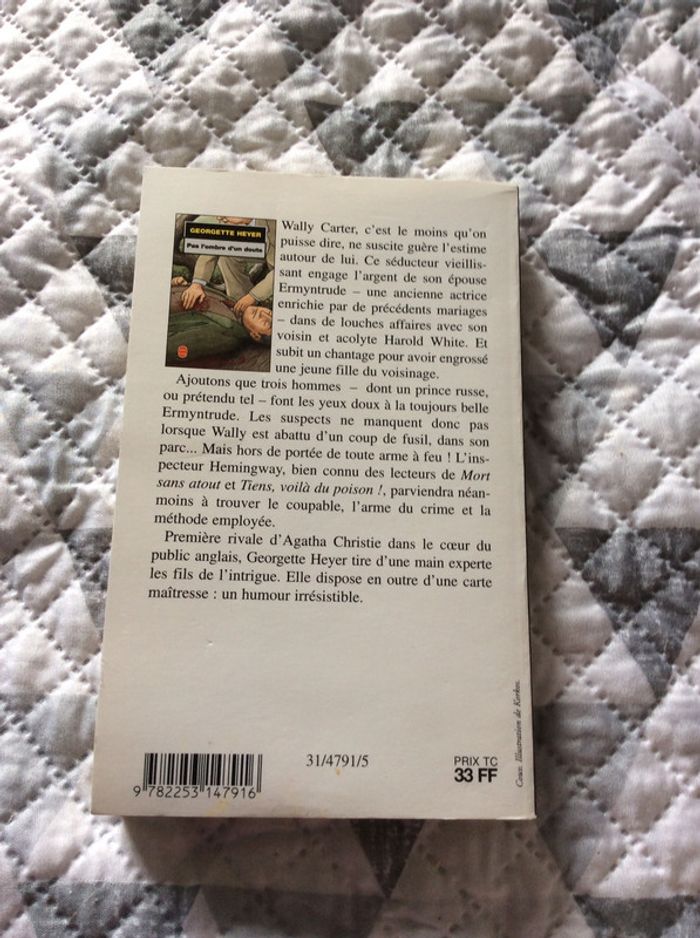 GEORGETTE HEYER
Pas l'ombre d'un doute
Wally Carter, c'est le moins qu'on
puisse dire, ne suscite guère l'estime
autour de lui. Ce séducteur vieillis-
sant engage l'argent de son épouse
Ermyntrude – une ancienne actrice
enrichie par de précédents mariages
– dans de louches affaires avec son
voisin et acolyte Harold White. Et
subit un chantage pour avoir engrossé
une jeune fille du voisinage.
Ajoutons que trois hommes – dont un prince russe,
ou prétendu tel – font les yeux doux à la toujours belle
Ermyntrude. Les suspects ne manquent donc pas
lorsque Wally est abattu d'un coup de fusil, dans son
parc... Mais hors de portée de toute arme à feu ! L'ins-
pecteur Hemingway, bien connu des lecteurs de Mort
sans atout et Tiens, voilà du poison !, parviendra néan-
moins à trouver le coupable, l'arme du crime et la
méthode employée.
Première rivale d'Agatha Christie dans le cœur du
public anglais, Georgette Heyer tire d'une main experte
les fils de l'intrigue. Elle dispose en outre d'une carte
maîtresse : un humour irrésistible.
Couv. Illustration de Kerleu.
9 782253 147916
31/4791/5
PRIX TC
33 FF